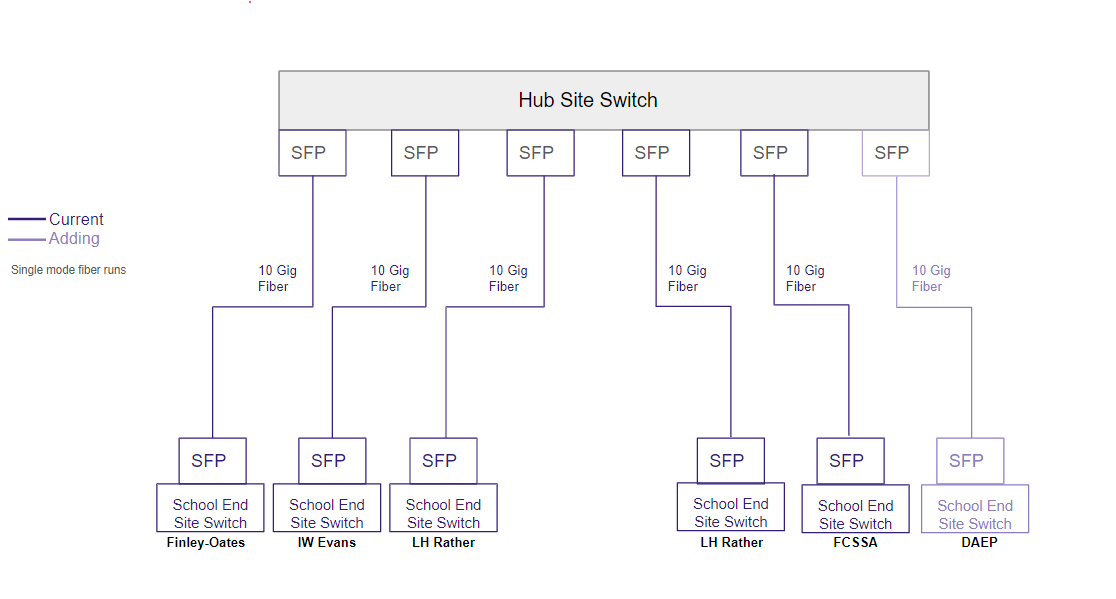 Hub Site Switch
SFP
SFP
SFP
SFP
SFP
SFP
Current
Adding
Single mode fiber runs
10 Gig
Fiber
10 Gig
Fiber
10 Gig
Fiber
10 Gig
Fiber
10 Gig
Fiber
10 Gig
Fiber
SFP
SFP
SFP
SFP
SFP
SFP
School End
Site Switch
Finley-Oates
School End
Site Switch
IW Evans
School End
Site Switch
LH Rather
School End
Site Switch
LH Rather
School End
Site Switch
FCSSA
School End
Site Switch
DAEP